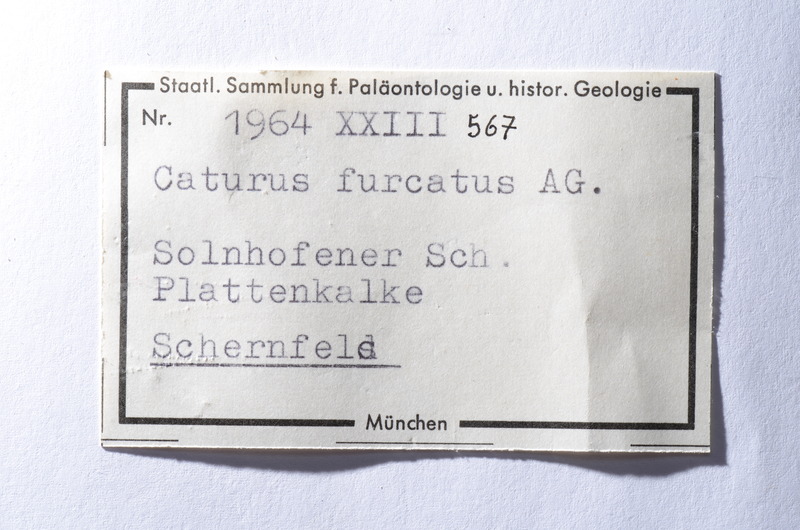 Staatl. Sammlung f. Paläontologie u. histor. Geologie
Nr. 1964 XXIII 567
Caturus furcatus AG.
Solnhofener Sch.
Plattenkalke
Schernfeld
München